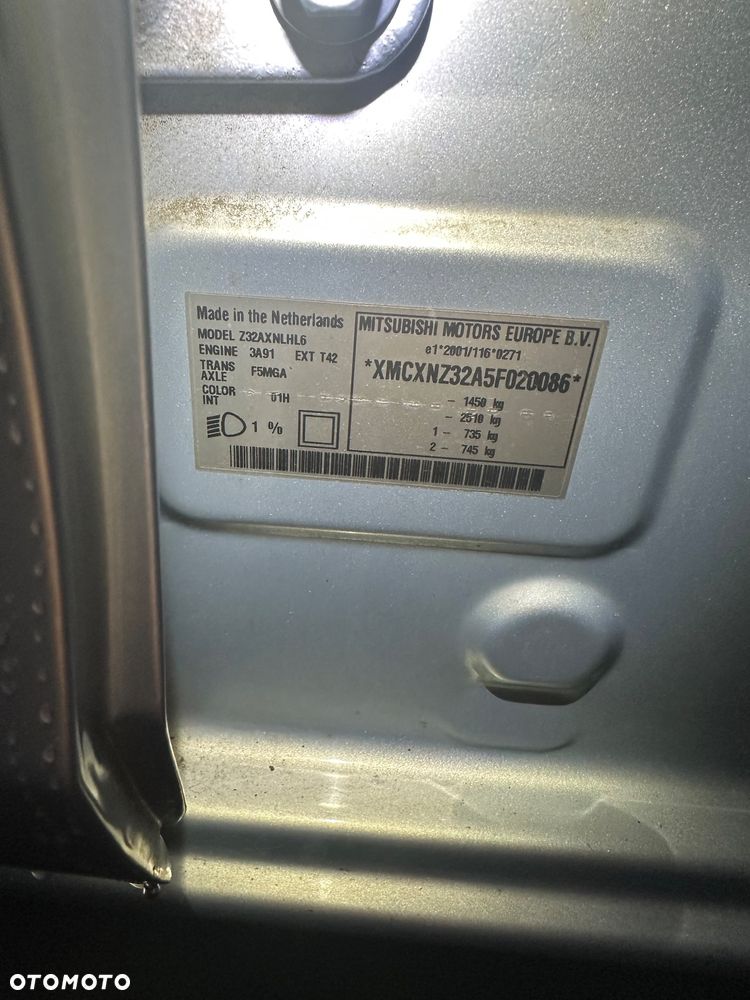 Made in the Netherlands
MODEL Z32AXNLHL6
ENGINE 3A91 EXT T42
TRANS AXLE F5MGA
COLOR INT 01H
1 %
MITSUBISHI MOTORS EUROPE B.V.
e1*2001/116*0271
*XMCXNZ32A5F020086*
- 1450 kg
- 2510 kg
1 - 735 kg
2 - 745 kg
OTOMOTO